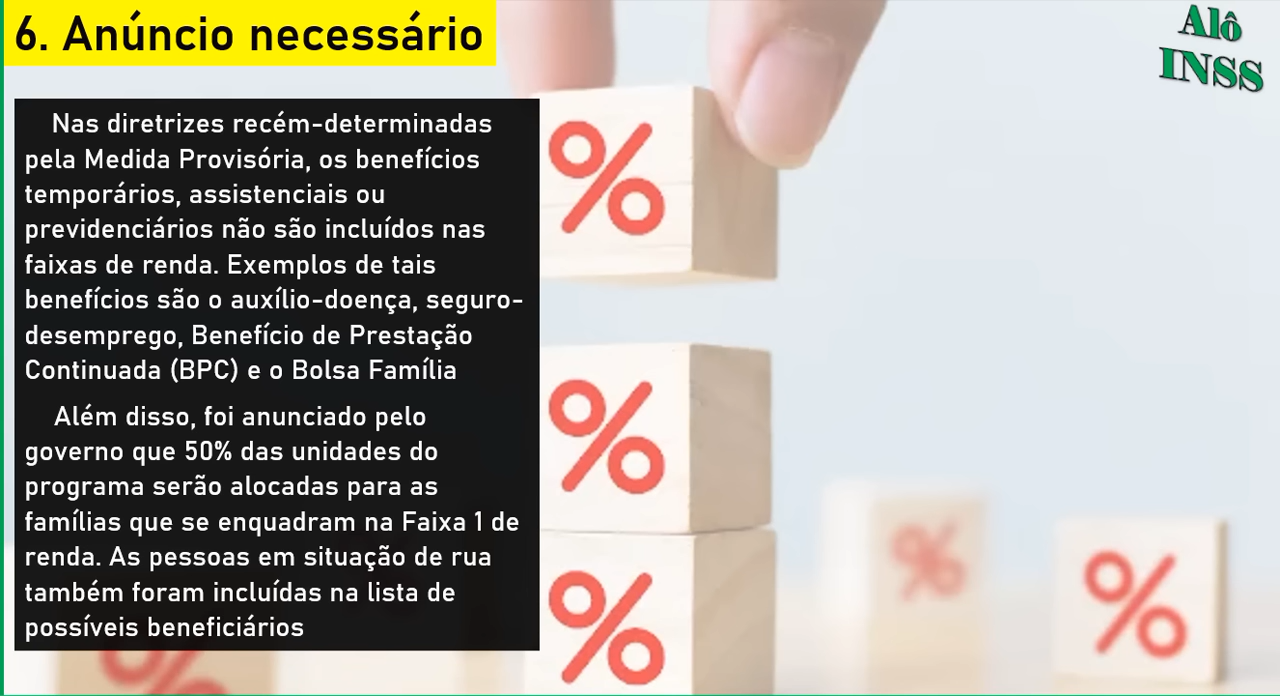 6. Anúncio necessário
Alô
INSS
Nas diretrizes recém-determinadas
pela Medida Provisória, os benefícios
temporários, assistenciais ou
previdenciários não são incluídos nas
faixas de renda. Exemplos de tais
benefícios são o auxílio-doença, seguro-
desemprego, Benefício de Prestação
Continuada (BPC) e o Bolsa Família
Além disso, foi anunciado pelo
governo que 50% das unidades do
programa serão alocadas para as
famílias que se enquadram na Faixa 1 de
renda. As pessoas em situação de rua
também foram incluídas na lista de
possíveis beneficiários
%
%
%
%
%
%